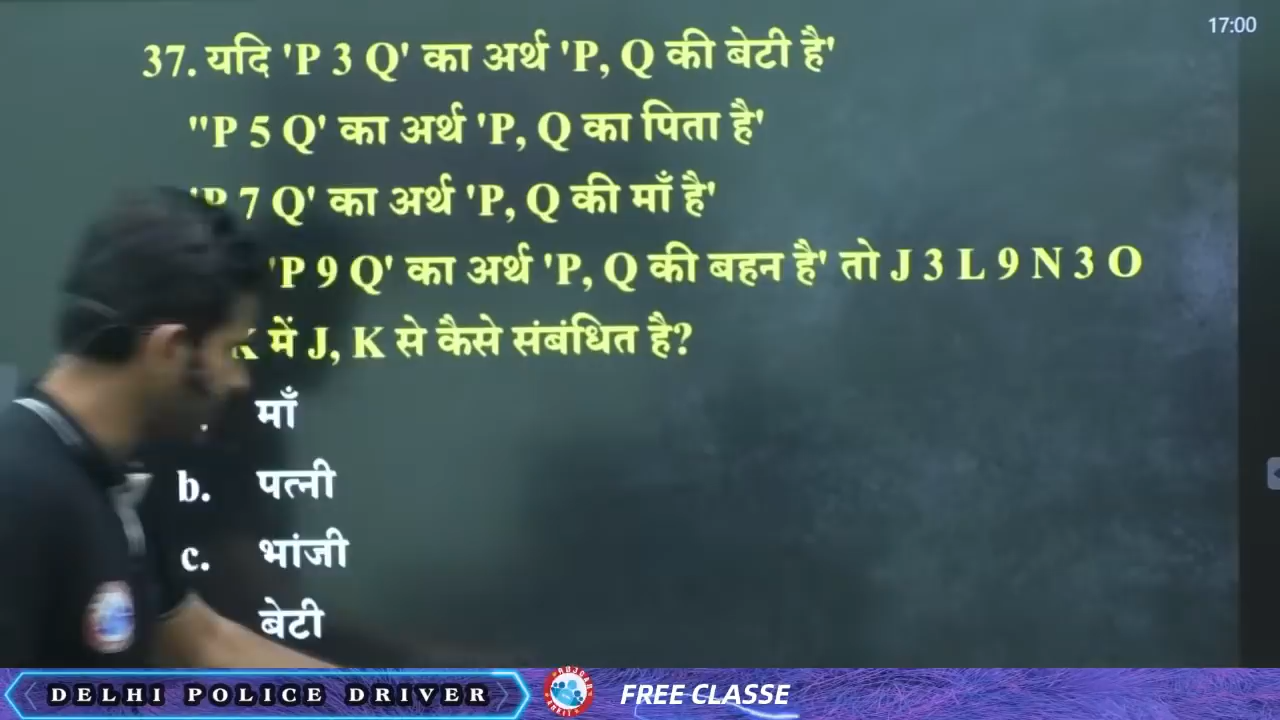 17:00
37. यदि 'P 3 Q' का अर्थ 'P, Q की बेटी है'
"P 5 Q' का अर्थ 'P, Q का पिता है'
'P 7 Q' का अर्थ 'P, Q की माँ है'
'P 9 Q' का अर्थ 'P, Q की बहन है' तो J 3 L 9 N 3 O
K में J, K से कैसे संबंधित है?
माँ
b. पत्नी
c. भांजी
बेटी
DELHI POLICE DRIVER
FREE CLASSE